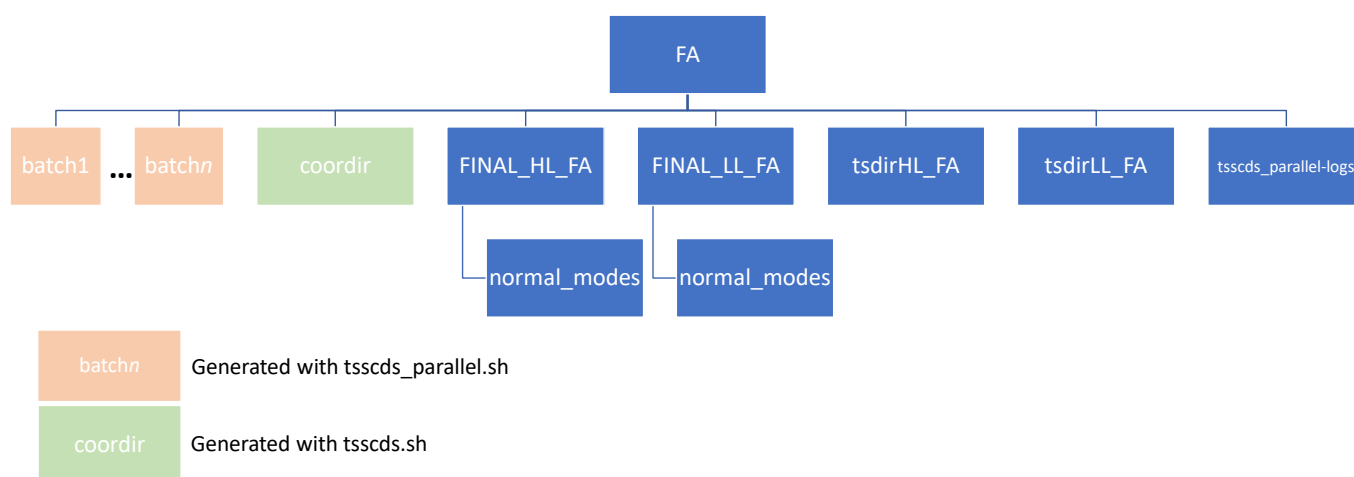 FA
batch1
...
batchn
coordir
FINAL_HL_FA
FINAL_LL_FA
tsdirHL_FA
tsdirLL_FA
tsscds_parallel-logs
normal_modes
normal_modes
batchn
Generated with tsscds_parallel.sh
coordir
Generated with tsscds.sh